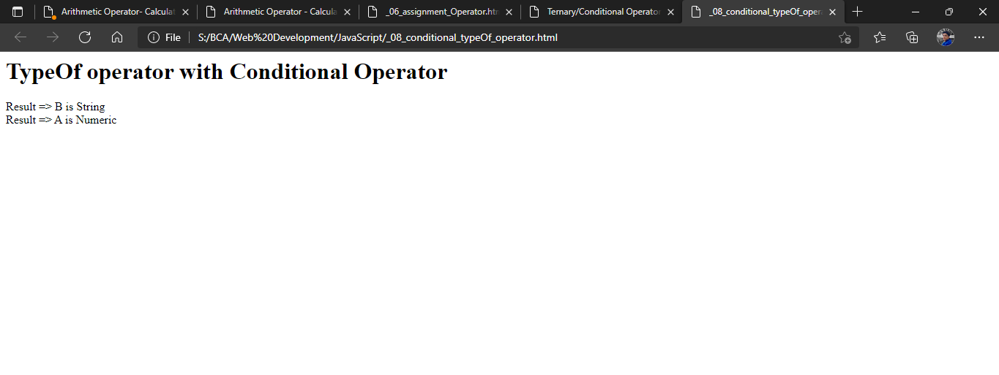 Arithmetic Operator- Calculat
Arithmetic Operator - Calcula
_06_assignment_Operator.htm
Ternary/Conditional Operator
_08_conditional_typeOf_oper
File
S:/BCA/Web%20Development/JavaScript/_08_conditional_typeOf_operator.html
TypeOf operator with Conditional Operator
Result => B is String
Result => A is Numeric